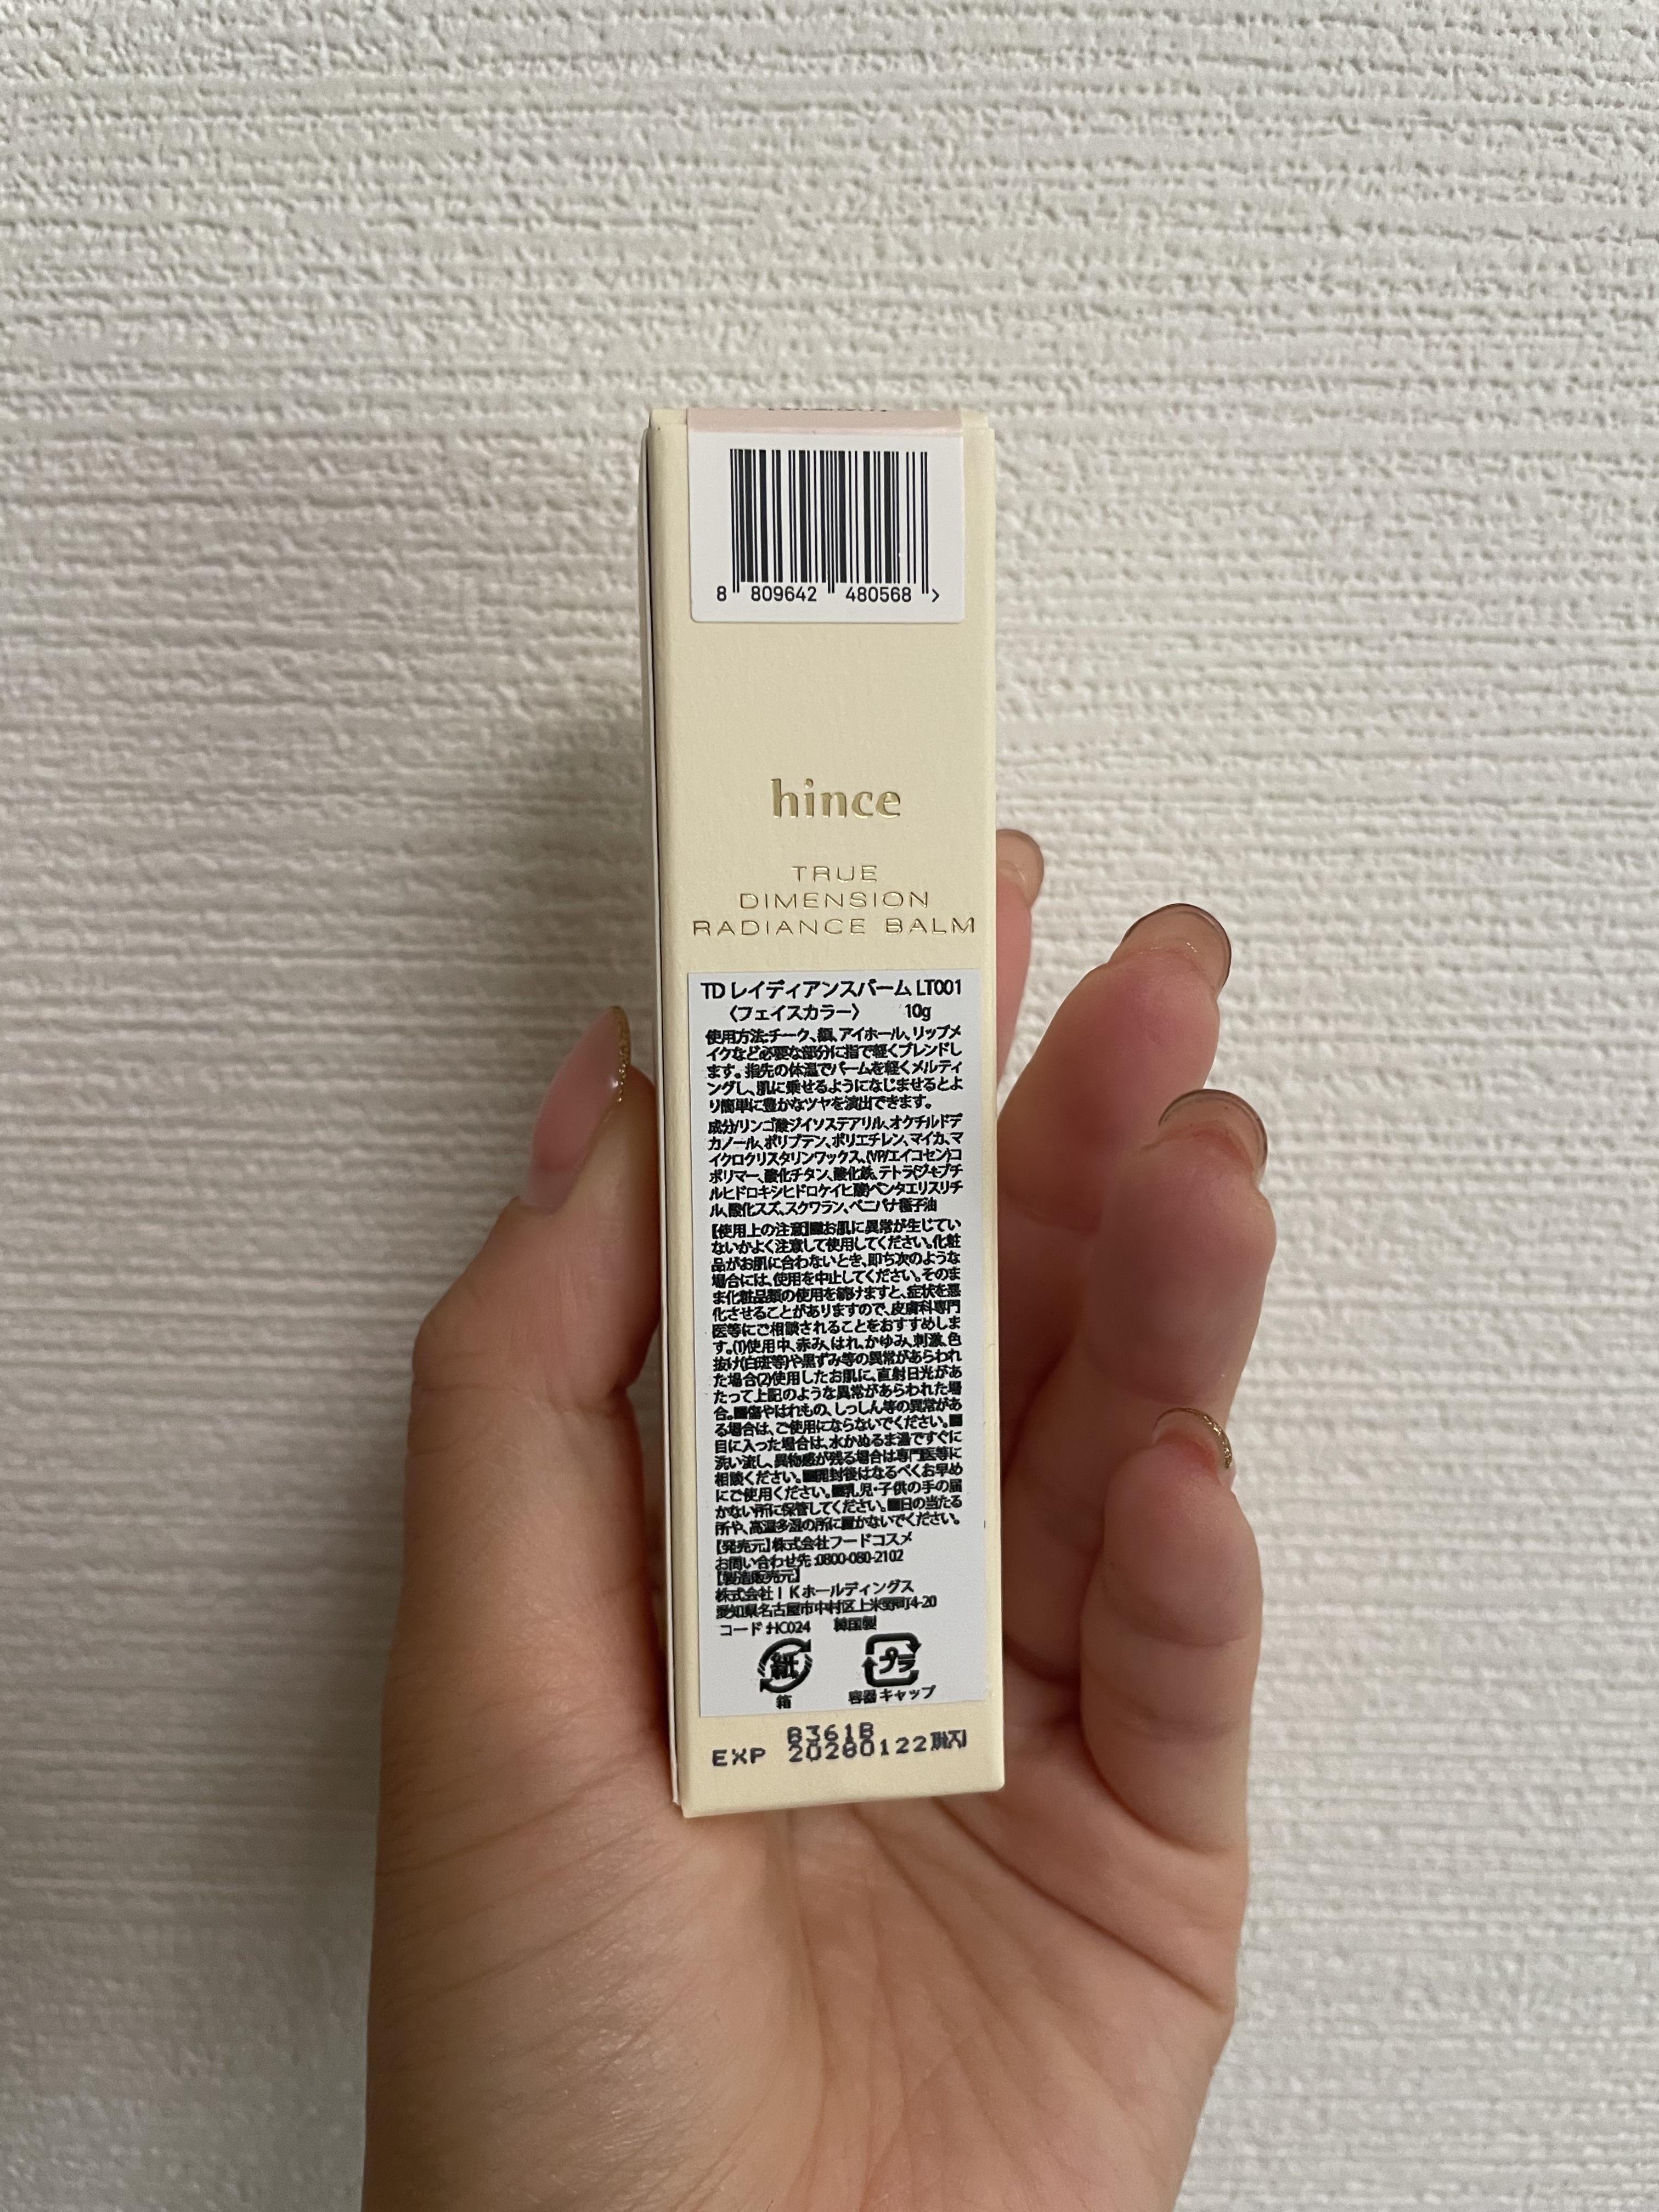 8 809642 480568 >
hince
TRUE
DIMENSION
RADIANCE BALM
TD レイディアンスバーム LT001
〈フェイスカラー〉 10g
使用方法:チーク、額、アイホール、リップメ
イクなど必要な部分に指で軽くブレンドし
ます。指先の体温でバームを軽くメルティ
ングし、肌に乗せるようになじませるとよ
り簡単に豊かなツヤを演出できます。
成分/リンゴ酸ジイソステアリル、オクチルドデ
カノール、ポリブテン、ポリエチレン、マイカ、マ
イクロクリスタリンワックス、(VP/エイコセン)コ
ポリマー、酸化チタン、酸化鉄、テトラ(ジ-t-ブチ
ルヒドロキシヒドロケイヒ酸)ペンタエリスリチ
ル、酸化スズ、スクワラン、ベニバナ種子油
【使用上の注意】■お肌に異常が生じてい
ないかよく注意して使用してください。化粧
品がお肌に合わないとき、即ち次のような
場合には、使用を中止してください。そのま
ま化粧品類の使用を続けますと、症状を悪
化させることがありますので、皮膚科専門
医等にご相談されることをおすすめしま
す。(1)使用中、赤み、はれ、かゆみ、刺激、色
抜け(白斑等)や黒ずみ等の異常があらわれ
た場合(2)使用したお肌に、直射日光があ
たって上記のような異常があらわれた場
合。■傷やはれもの、しっしん等の異常があ
る場合は、ご使用にならないでください。■
目に入った場合は、水かぬるま湯ですぐに
洗い流し、異物感が残る場合は専門医等に
相談ください。■開封後はなるべくお早め
にご使用ください。■乳児・子供の手の届
かない所に保管してください。■日の当たる
所や、高温多湿の所に置かないでください。
【発売元】株式会社フードコスメ
お問い合わせ先:0800-080-2102
【製造販売元】
株式会社ＩＫホールディングス
愛知県名古屋市中村区上米野町4-20
コード:HC024 韓国製
紙 プラ
箱 容器 キャップ
B361B
EXP 20280122까지